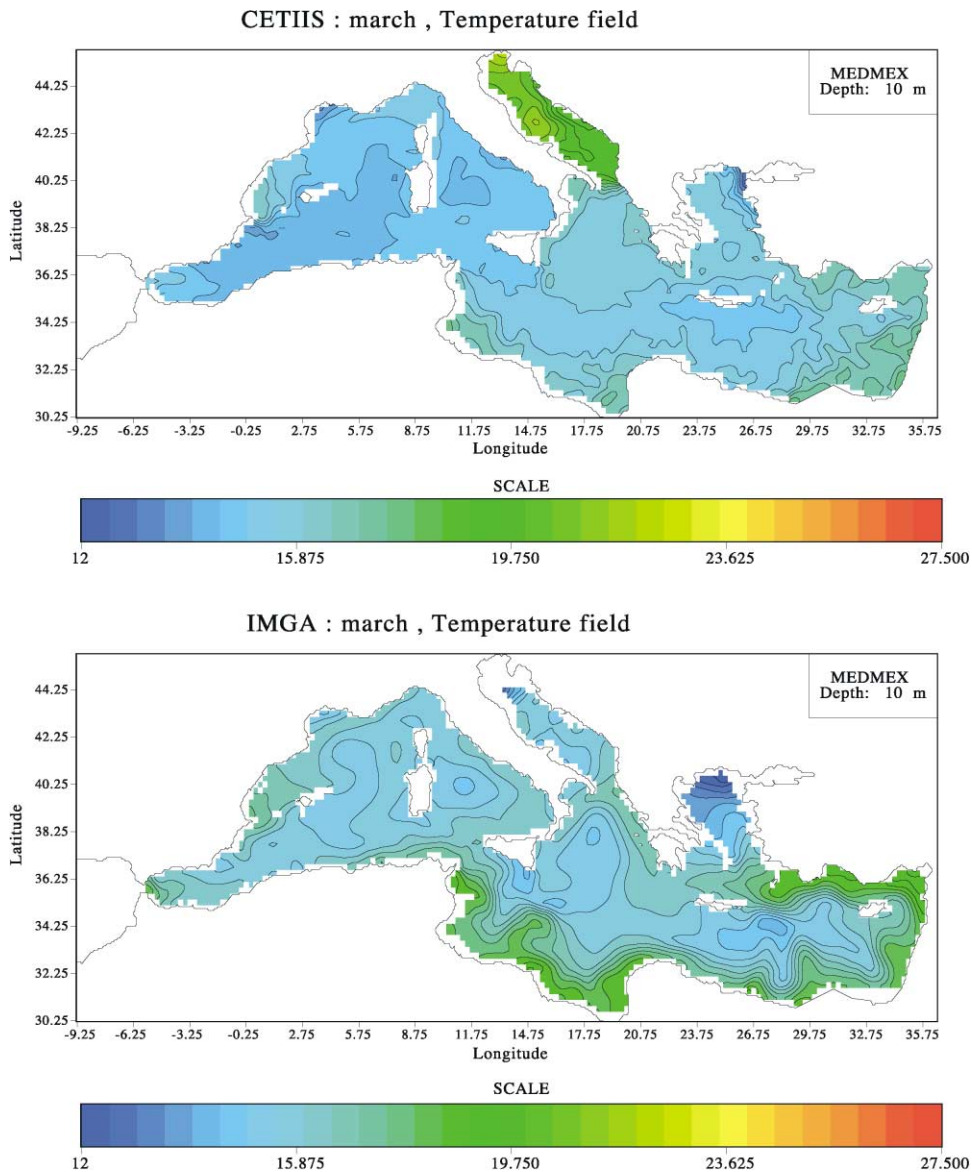 CETIIS : march , Temperature field
MEDMEX
Depth: 10 m
44.25
42.25
40.25
38.25
36.25
34.25
32.25
30.25
Latitude
-9.25 -6.25 -3.25 -0.25 2.75 5.75 8.75 11.75 14.75 17.75 20.75 23.75 26.75 29.75 32.75 35.75
Longitude
SCALE
12 15.875 19.750 23.625 27.500
IMGA : march , Temperature field
MEDMEX
Depth: 10 m
44.25
42.25
40.25
38.25
36.25
34.25
32.25
30.25
Latitude
-9.25 -6.25 -3.25 -0.25 2.75 5.75 8.75 11.75 14.75 17.75 20.75 23.75 26.75 29.75 32.75 35.75
Longitude
SCALE
12 15.875 19.750 23.625 27.500